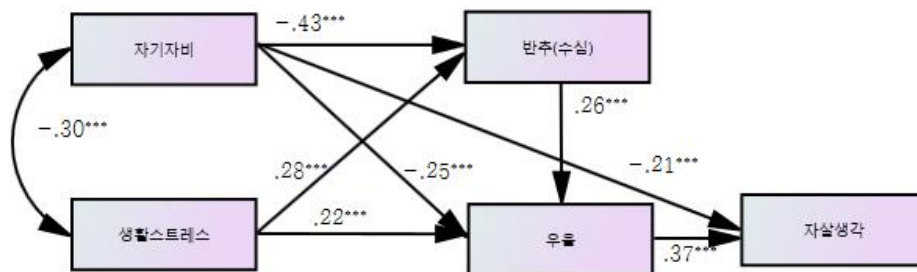 -.43***
자기자비
반추(수심)
-.30***
.26***
.28***
-.25***
-.21***
생활스트레스
.22***
우울
.37***
자살생각